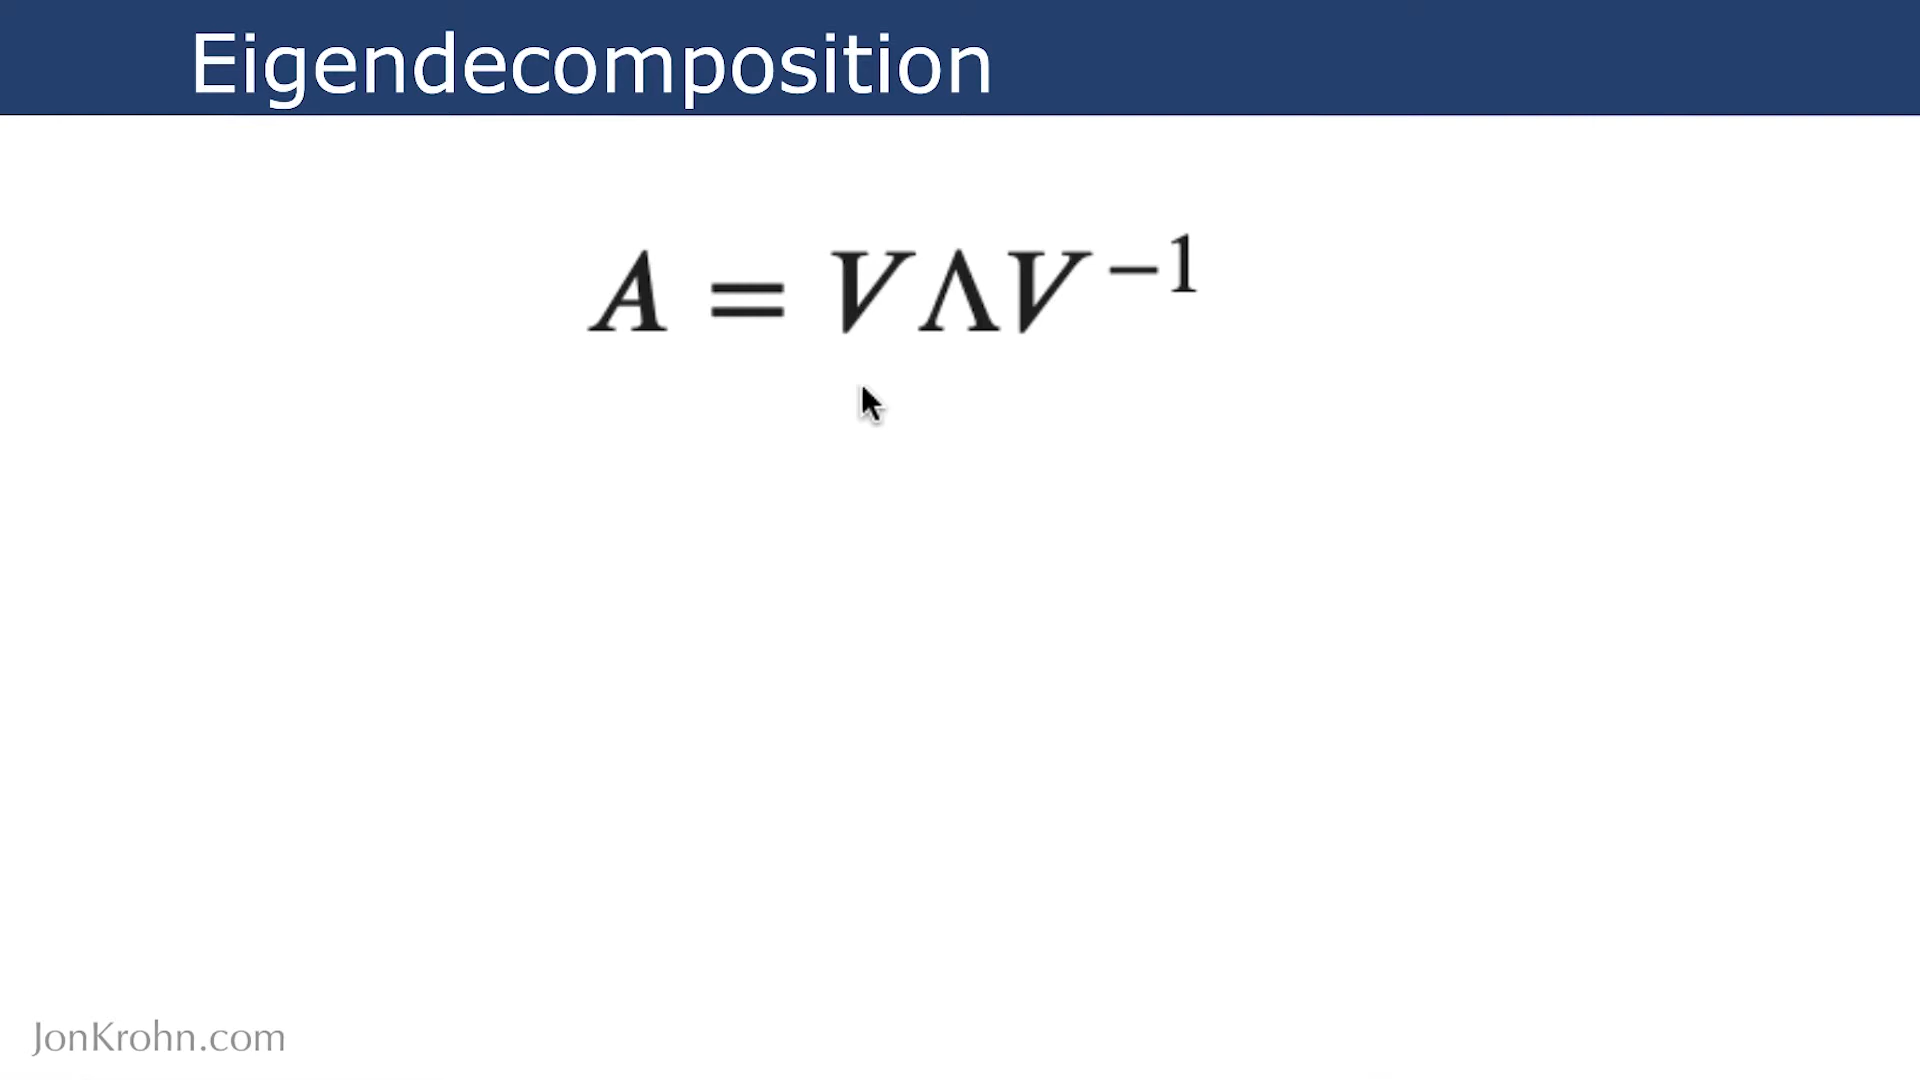 Eigendecomposition
A = VΛV⁻¹
JonKrohn.com